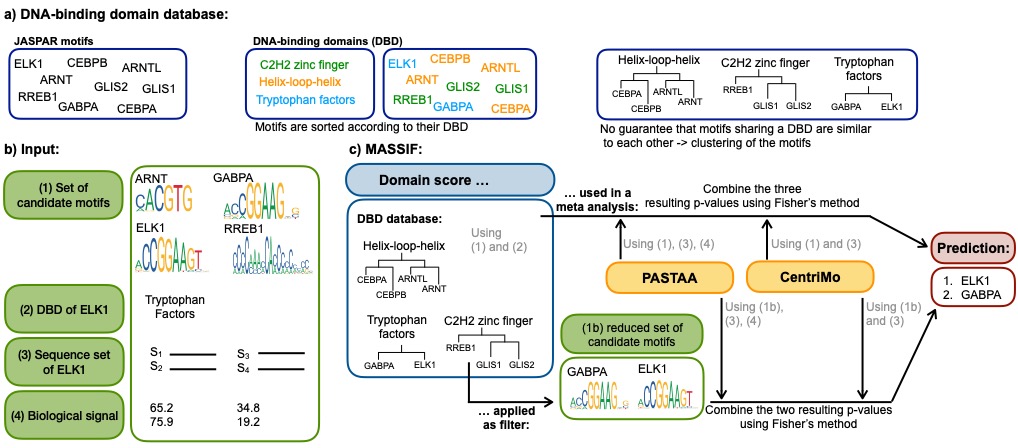 a) DNA-binding domain database:
JASPAR motifs
ELK1 CEBPB ARNTL
ARNT GLIS2 GLIS1
RREB1 GABPA CEBPA
DNA-binding domains (DBD)
C2H2 zinc finger
Helix-loop-helix
Tryptophan factors
ELK1 CEBPB ARNTL
ARNT GLIS2 GLIS1
RREB1 GABPA CEBPA
Motifs are sorted according to their DBD
Helix-loop-helix
CEBPA ARNTL
CEBPB ARNT
C2H2 zinc finger
RREB1
GLIS1 GLIS2
Tryptophan
factors
GABPA ELK1
No guarantee that motifs sharing a DBD are similar
to each other -> clustering of the motifs
b) Input:
(1) Set of
candidate motifs
ARNT GABPA
CACGTG ACCGGAAG
ELK1 RREB1
ACCGGAAGT
(2) DBD of ELK1
Tryptophan
Factors
(3) Sequence set
of ELK1
S1 S3
S2 S4
(4) Biological signal
65.2 34.8
75.9 19.2
c) MASSIF:
Domain score ...
DBD database:
Using
(1) and (2)
Helix-loop-helix
CEBPA ARNTL
CEBPB ARNT
Tryptophan
factors
GABPA ELK1
C2H2 zinc finger
RREB1
GLIS1 GLIS2
... used in a
meta analysis:
Combine the three
resulting p-values using Fisher's method
Using (1), (3), (4)
Using (1) and (3)
PASTAA
CentriMo
Using (1b),
(3), (4)
Using (1b)
and (3)
(1b) reduced set of
candidate motifs
GABPA ELK1
ACCGGAAG ACCGGAAGT
... applied
as filter:
Combine the two resulting p-values
using Fisher's method
Prediction:
1. ELK1
2. GABPA